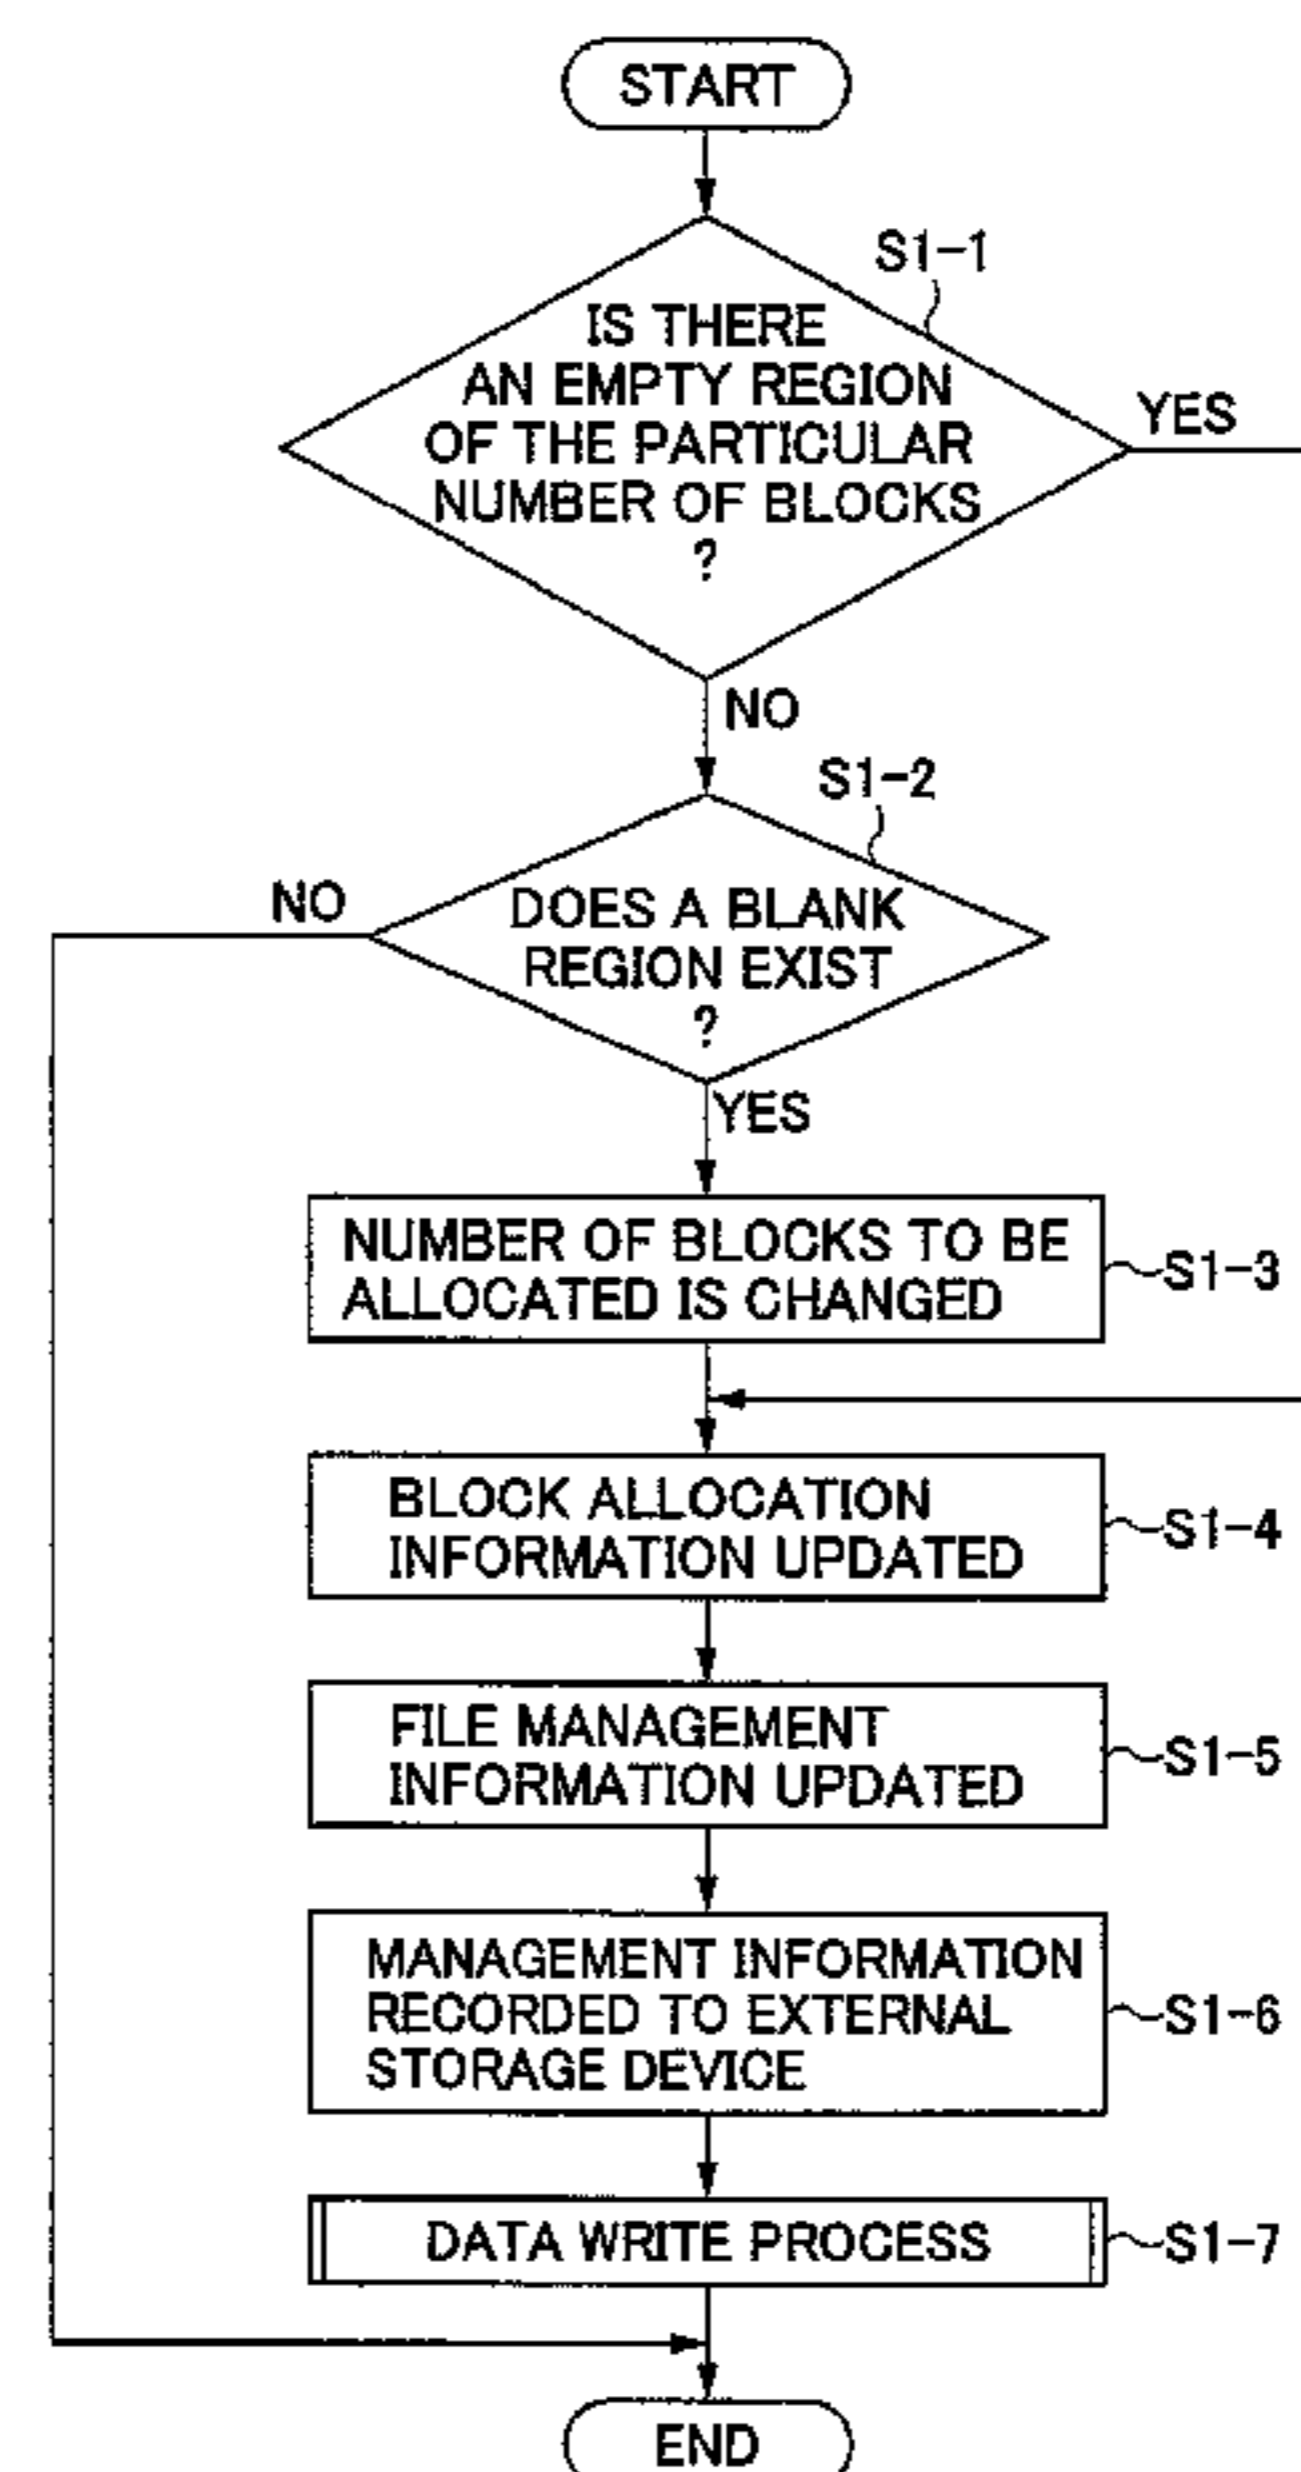 START
S1-1
IS THERE
AN EMPTY REGION
OF THE PARTICULAR
NUMBER OF BLOCKS
?
YES
NO
S1-2
NO
DOES A BLANK
REGION EXIST
?
YES
NUMBER OF BLOCKS TO BE
ALLOCATED IS CHANGED
S1-3
BLOCK ALLOCATION
INFORMATION UPDATED
S1-4
FILE MANAGEMENT
INFORMATION UPDATED
S1-5
MANAGEMENT INFORMATION
RECORDED TO EXTERNAL
STORAGE DEVICE
S1-6
DATA WRITE PROCESS
S1-7
END